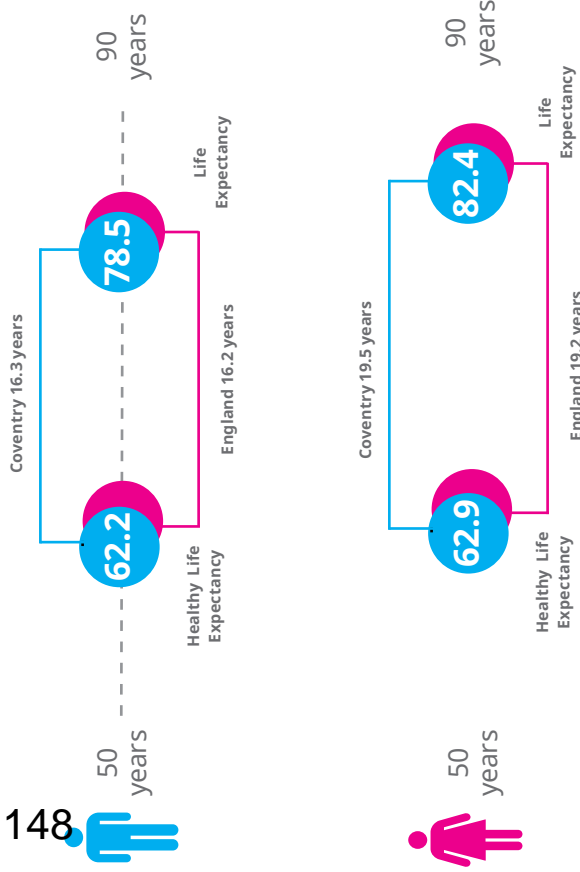 148
50
years
Healthy Life
Expectancy
62.2
Coventry 16.3 years
England 16.2 years
78.5
Life
Expectancy
90
years
50
years
Healthy Life
Expectancy
62.9
Coventry 19.5 years
England 19.2 years
82.4
Life
Expectancy
90
years